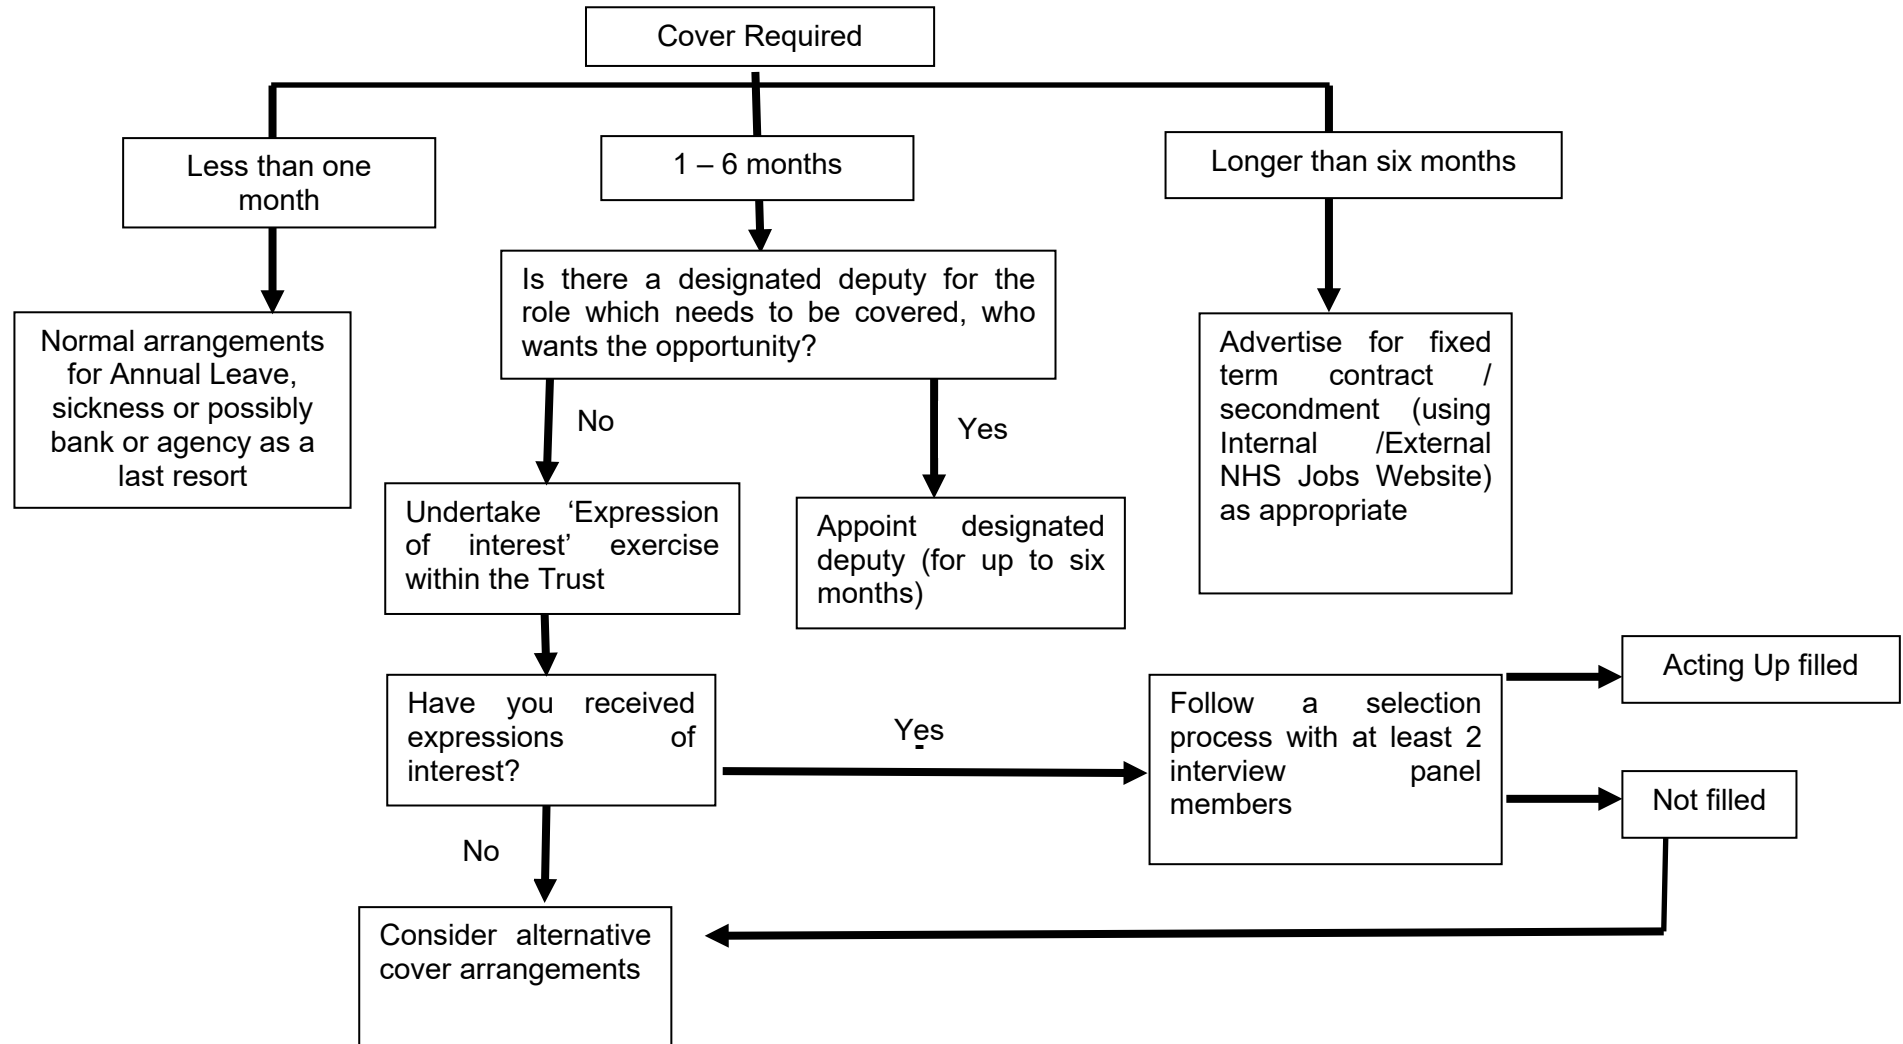 Cover Required
Less than one
month
1 – 6 months
Longer than six months
Normal arrangements
for Annual Leave,
sickness or possibly
bank or agency as a
last resort
Is there a designated deputy for the
role which needs to be covered, who
wants the opportunity?
Advertise for fixed
term contract /
secondment (using
Internal /External
NHS Jobs Website)
as appropriate
No
Yes
Undertake ‘Expression
of interest’ exercise
within the Trust
Appoint designated
deputy (for up to six
months)
Have you received
expressions of
interest?
Yes
Follow a selection
process with at least 2
interview panel
members
Acting Up filled
Not filled
No
Consider alternative
cover arrangements